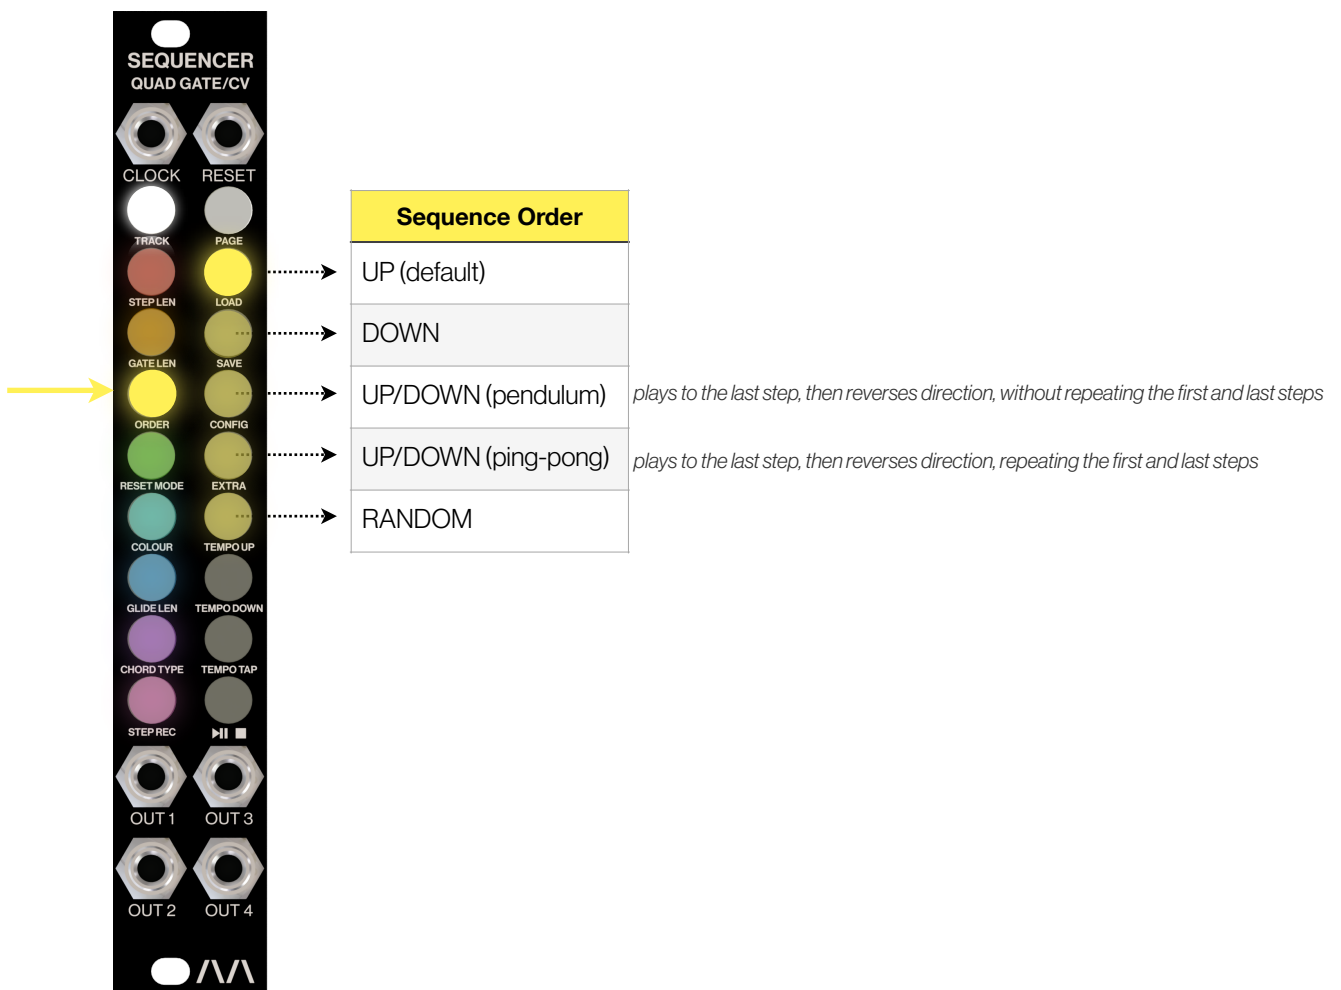 SEQUENCER
QUAD GATE/CV
CLOCK RESET
TRACK PAGE
STEP LEN LOAD
GATE LEN SAVE
ORDER CONFIG
RESET MODE EXTRA
COLOUR TEMPO UP
GLIDE LEN TEMPO DOWN
CHORD TYPE TEMPO TAP
STEP REC
OUT 1 OUT 3
OUT 2 OUT 4
Sequence Order
UP (default)
DOWN
UP/DOWN (pendulum) plays to the last step, then reverses direction, without repeating the first and last steps
UP/DOWN (ping-pong) plays to the last step, then reverses direction, repeating the first and last steps
RANDOM